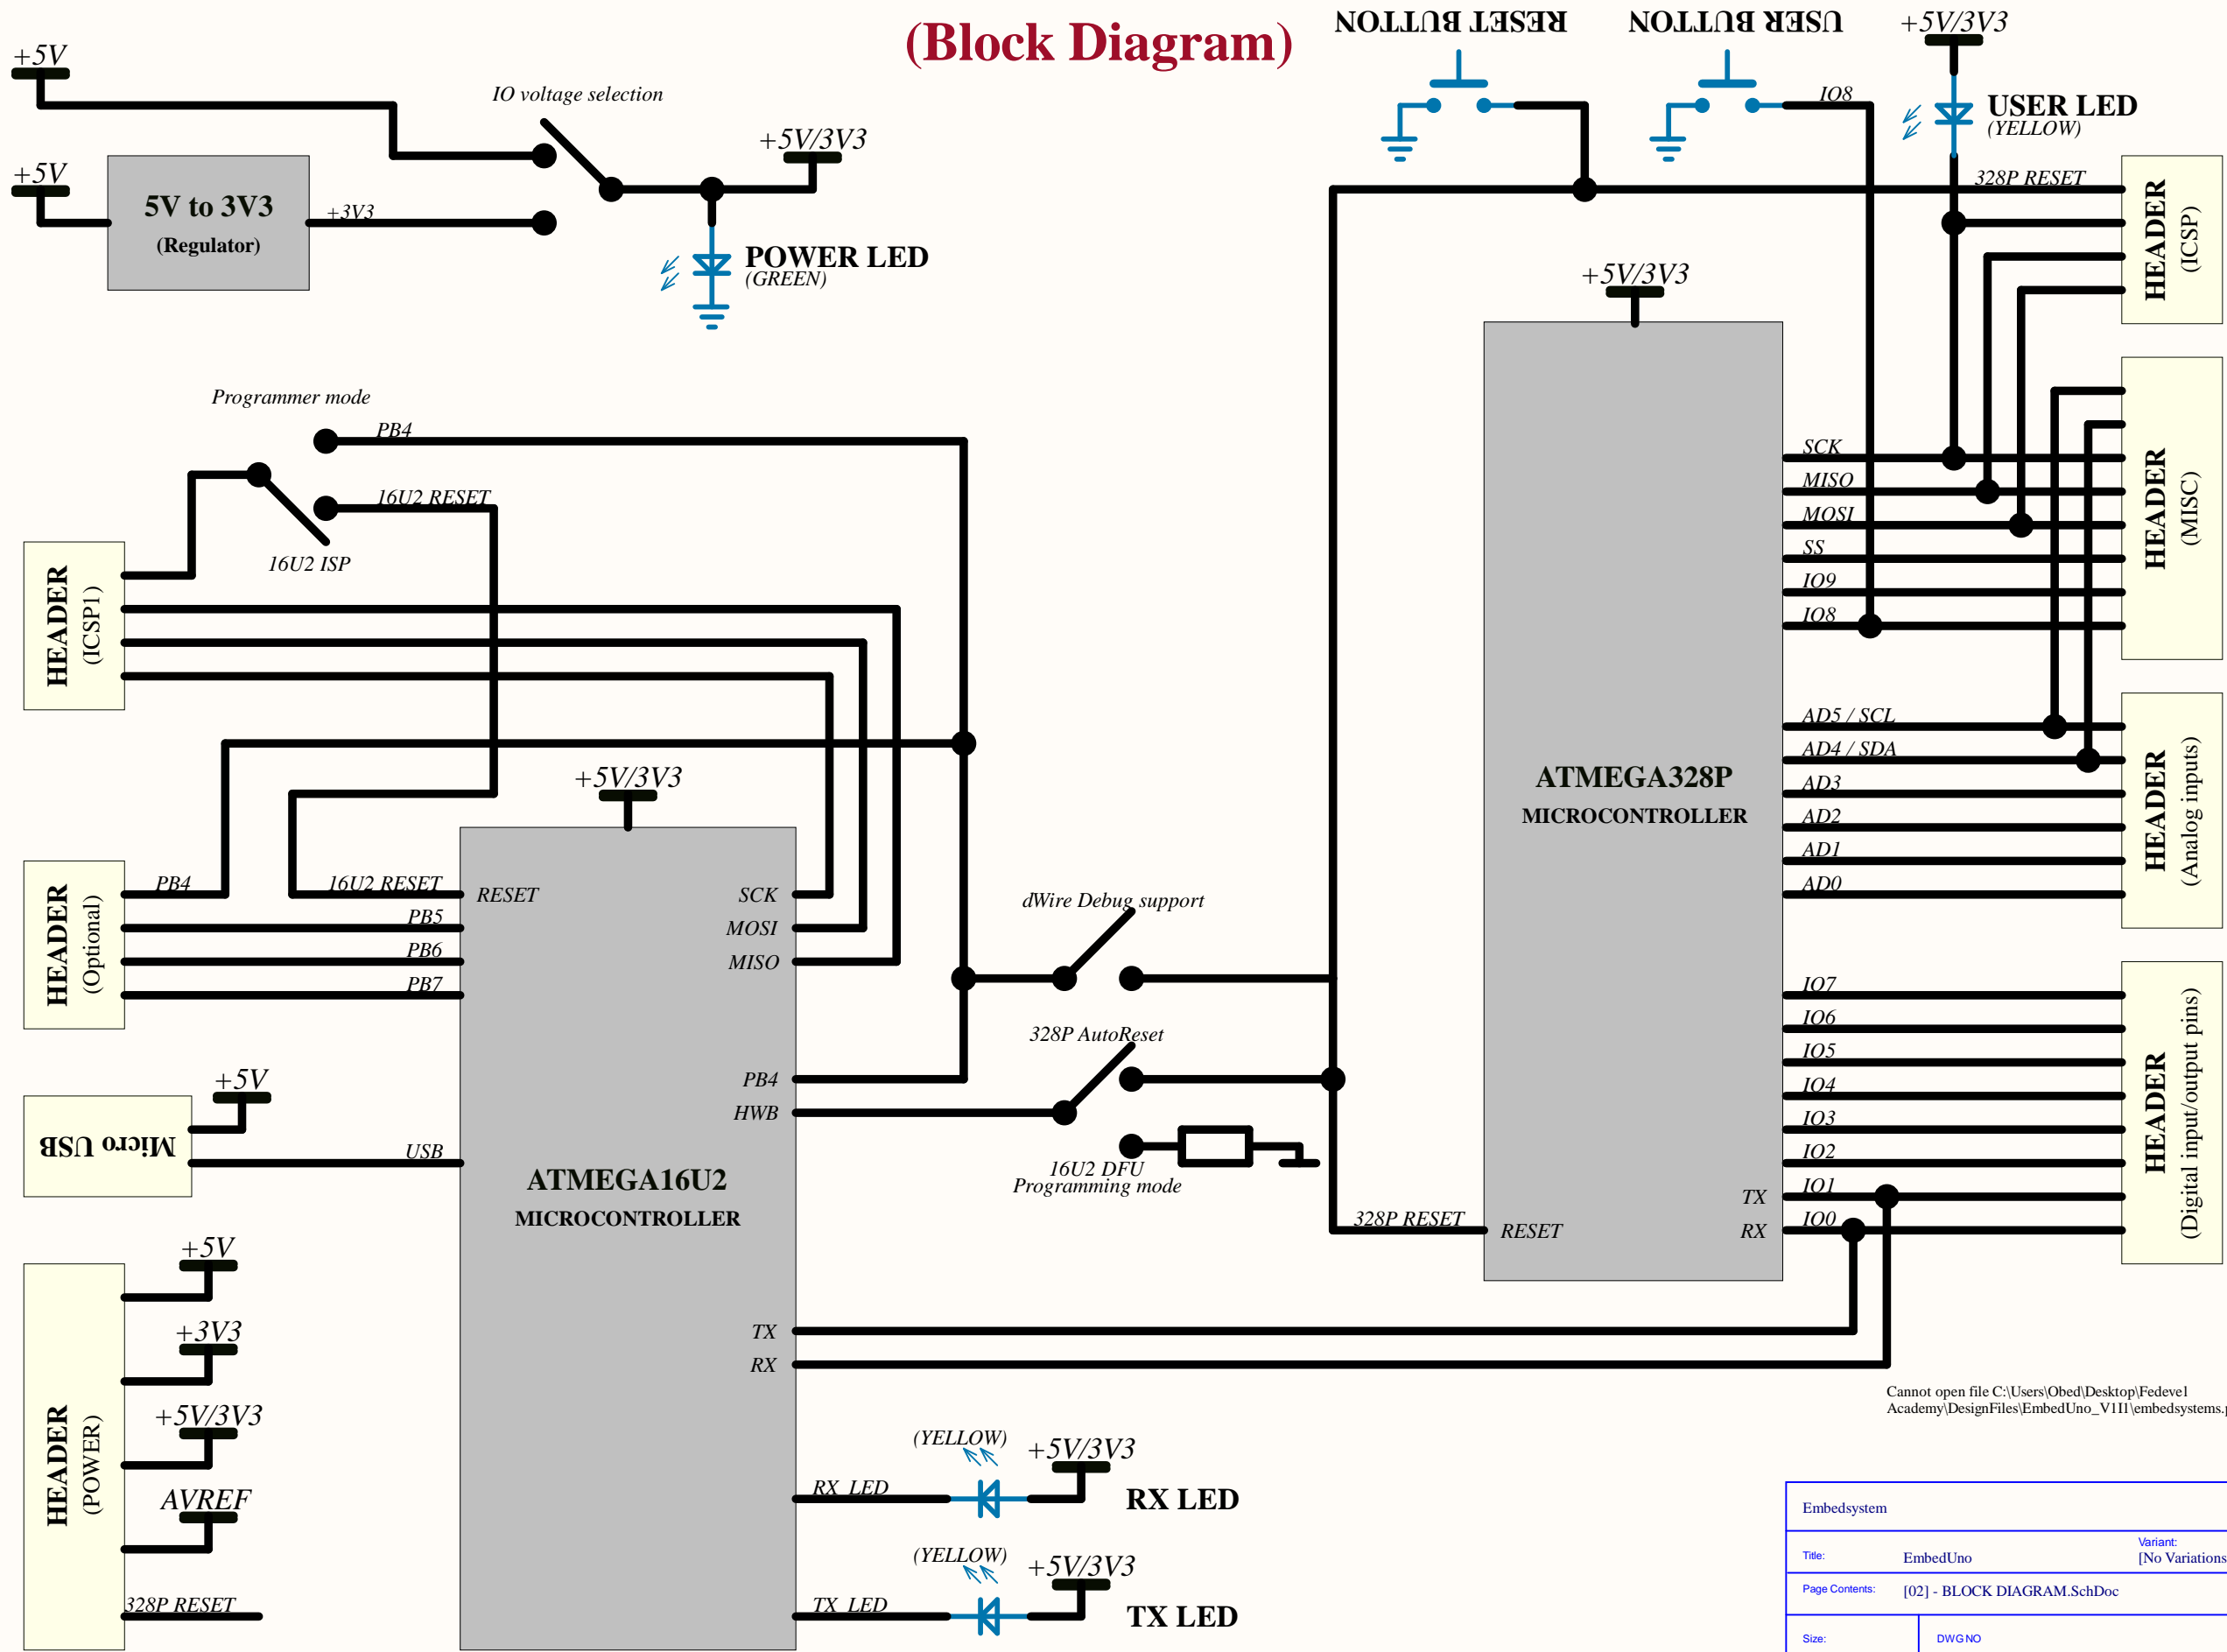 (Block Diagram)
RESET BUTTON
USER BUTTON
+5V/3V3
+5V
IO voltage selection
IO8
USER LED
(YELLOW)
+5V/3V3
+5V
5V to 3V3
(Regulator)
+3V3
328P RESET
HEADER
(ICSP)
POWER LED
(GREEN)
+5V/3V3
Programmer mode
PB4
16U2 RESET
16U2 ISP
HEADER
(ICSP1)
SCK
MISO
MOSI
SS
IO9
IO8
HEADER
(MISC)
AD5 / SCL
AD4 / SDA
AD3
AD2
AD1
AD0
HEADER
(Analog inputs)
ATMEGA328P
MICROCONTROLLER
+5V/3V3
HEADER
(Optional)
PB4
16U2 RESET
PB5
PB6
PB7
RESET
SCK
MOSI
MISO
dWire Debug support
328P AutoReset
PB4
HWB
16U2 DFU
Programming mode
IO7
IO6
IO5
IO4
IO3
IO2
TX
IO1
RX
IO0
HEADER
(Digital input/output pins)
328P RESET
RESET
+5V
Micro USB
USB
ATMEGA16U2
MICROCONTROLLER
TX
RX
HEADER
(POWER)
+5V
+3V3
+5V/3V3
AVREF
328P RESET
Cannot open file C:\Users\Obed\Desktop\Fedevel
Academy\DesignFiles\EmbedUno_V1I1\embedsystems.p
(YELLOW)
+5V/3V3
RX_LED
RX LED
(YELLOW)
+5V/3V3
TX_LED
TX LED
Embedsystem
Title: EmbedUno
Variant:
[No Variations
Page Contents: [02] - BLOCK DIAGRAM.SchDoc
Size: DWG NO